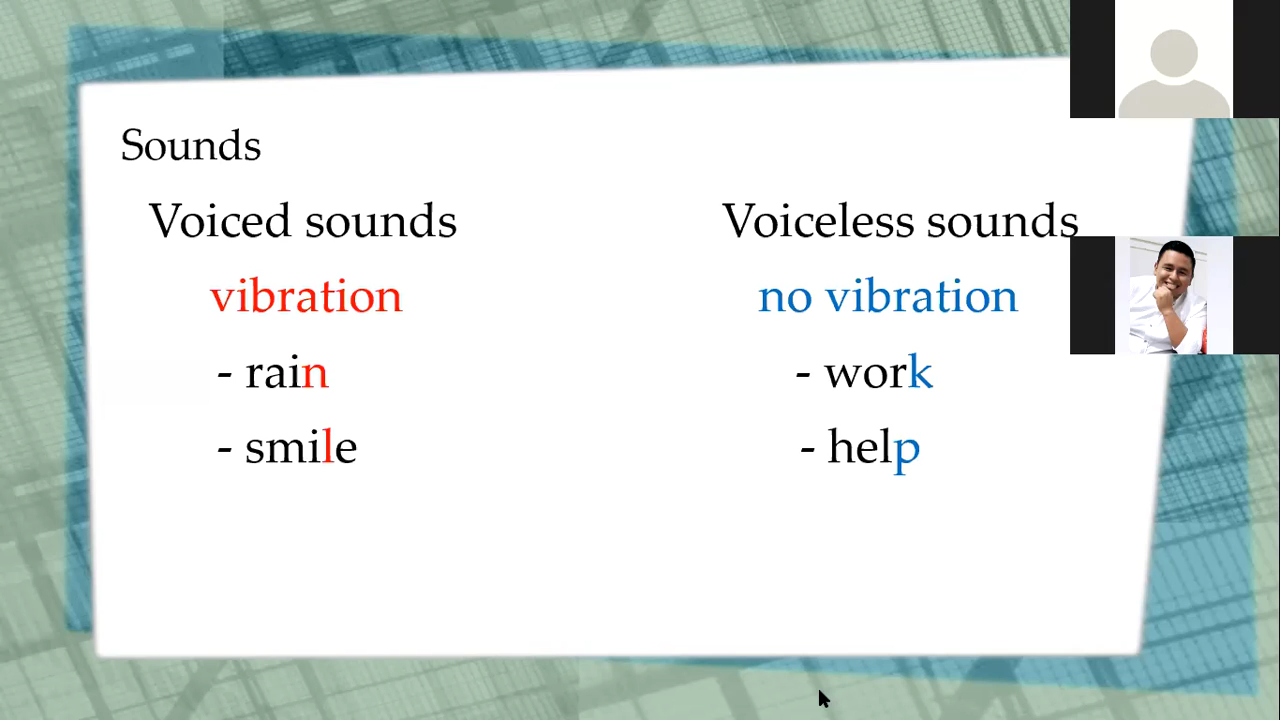 Sounds
Voiced sounds
vibration
- rain
- smile
Voiceless sounds
no vibration
- work
- help